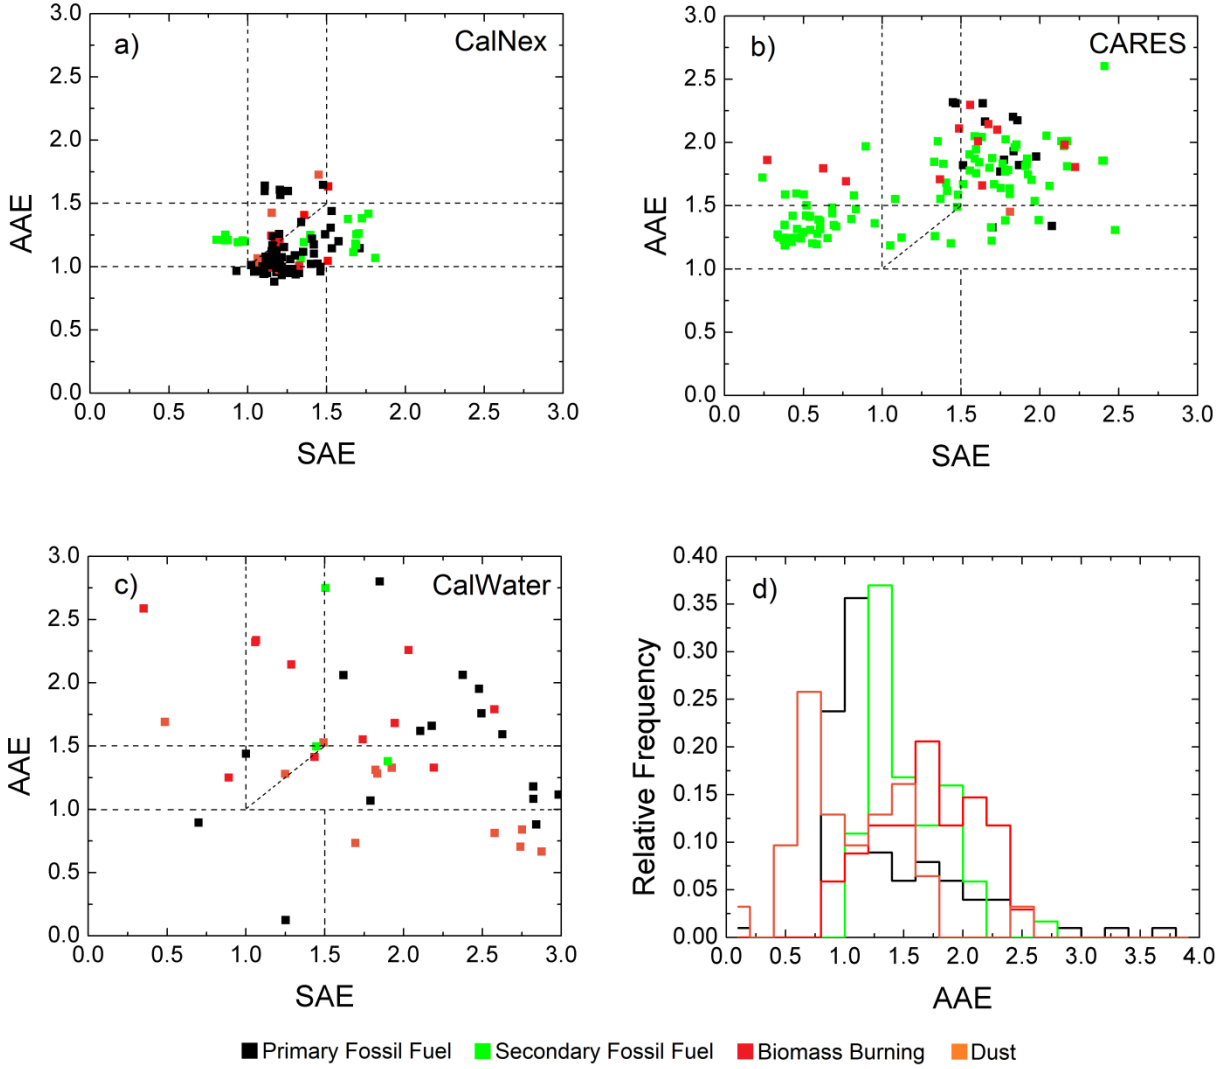 a) CalNex
3.0
2.5
2.0
1.5
1.0
0.5
0.0
AAE
0.0 0.5 1.0 1.5 2.0 2.5 3.0
SAE
b) CARES
3.0
2.5
2.0
1.5
1.0
0.5
0.0
AAE
0.0 0.5 1.0 1.5 2.0 2.5 3.0
SAE
c) CalWater
3.0
2.5
2.0
1.5
1.0
0.5
0.0
AAE
0.0 0.5 1.0 1.5 2.0 2.5 3.0
SAE
d)
0.40
0.35
0.30
0.25
0.20
0.15
0.10
0.05
0.00
Relative Frequency
0.5 1.0 1.5 2.0 2.5 3.0 3.5 4.0
AAE
Primary Fossil Fuel Secondary Fossil Fuel Biomass Burning Dust